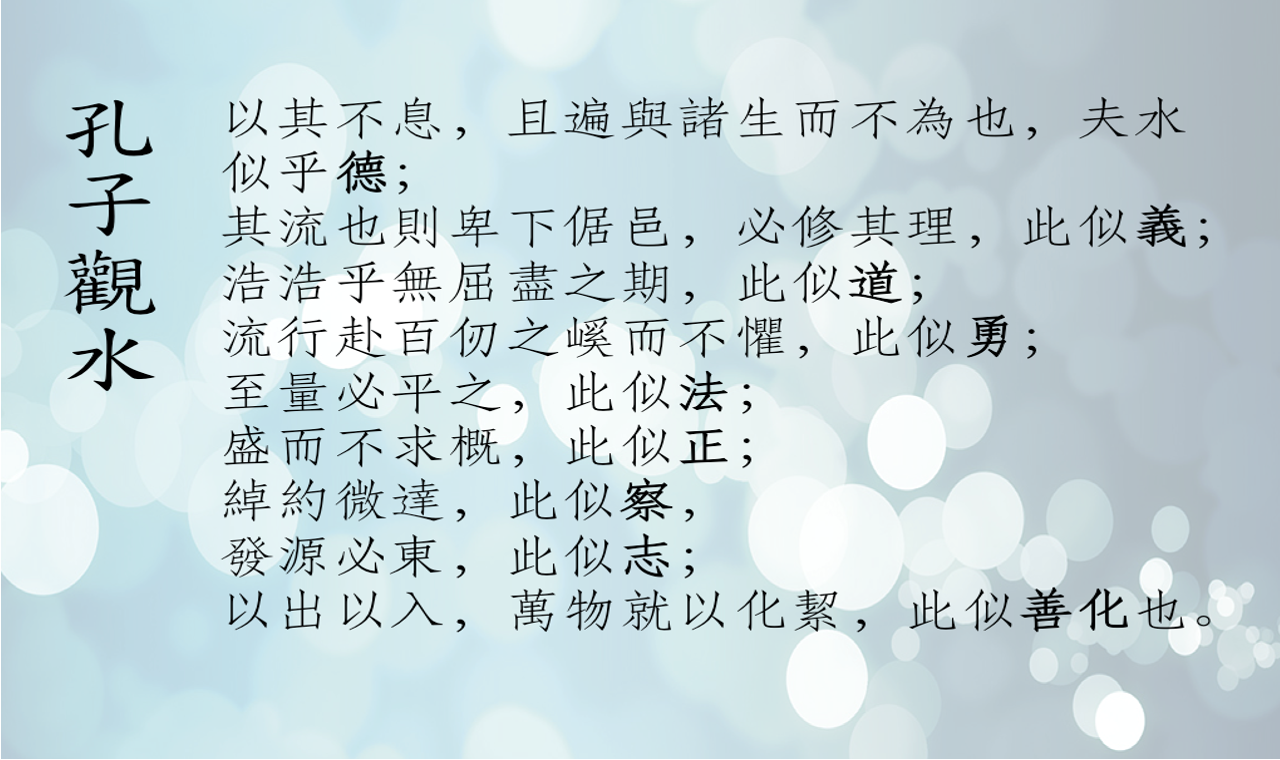 孔子觀水
以其不息，且遍與諸生而不為也，夫水
似乎德；
其流也則卑下倨邑，必修其理，此似義；
浩浩乎無屈盡之期，此似道；
流行赴百仞之嵠而不懼，此似勇；
至量必平之，此似法；
盛而不求概，此似正；
綽約微達，此似察，
發源必東，此似志；
以出以入，萬物就以化絜，此似善化也。